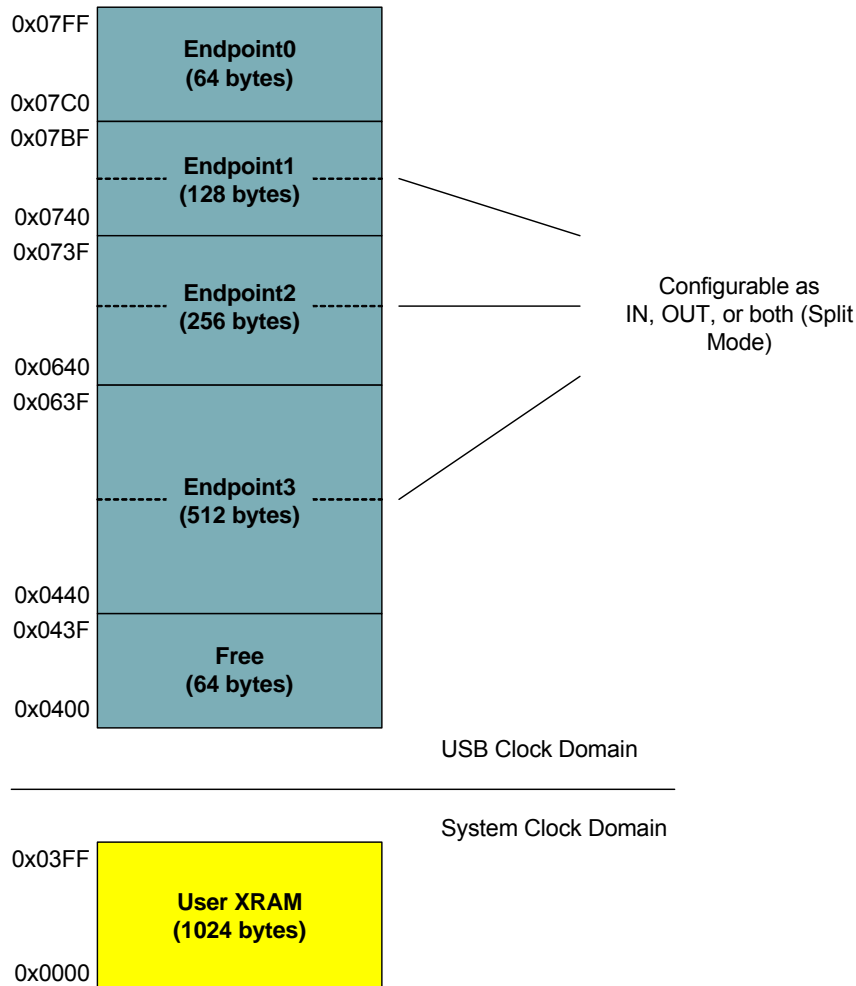 0x07FF
Endpoint0
(64 bytes)
0x07C0
0x07BF
Endpoint1
(128 bytes)
0x0740
0x073F
Endpoint2
(256 bytes)
0x0640
0x063F
Endpoint3
(512 bytes)
0x0440
0x043F
Free
(64 bytes)
0x0400
Configurable as
IN, OUT, or both (Split
Mode)
USB Clock Domain
System Clock Domain
0x03FF
User XRAM
(1024 bytes)
0x0000